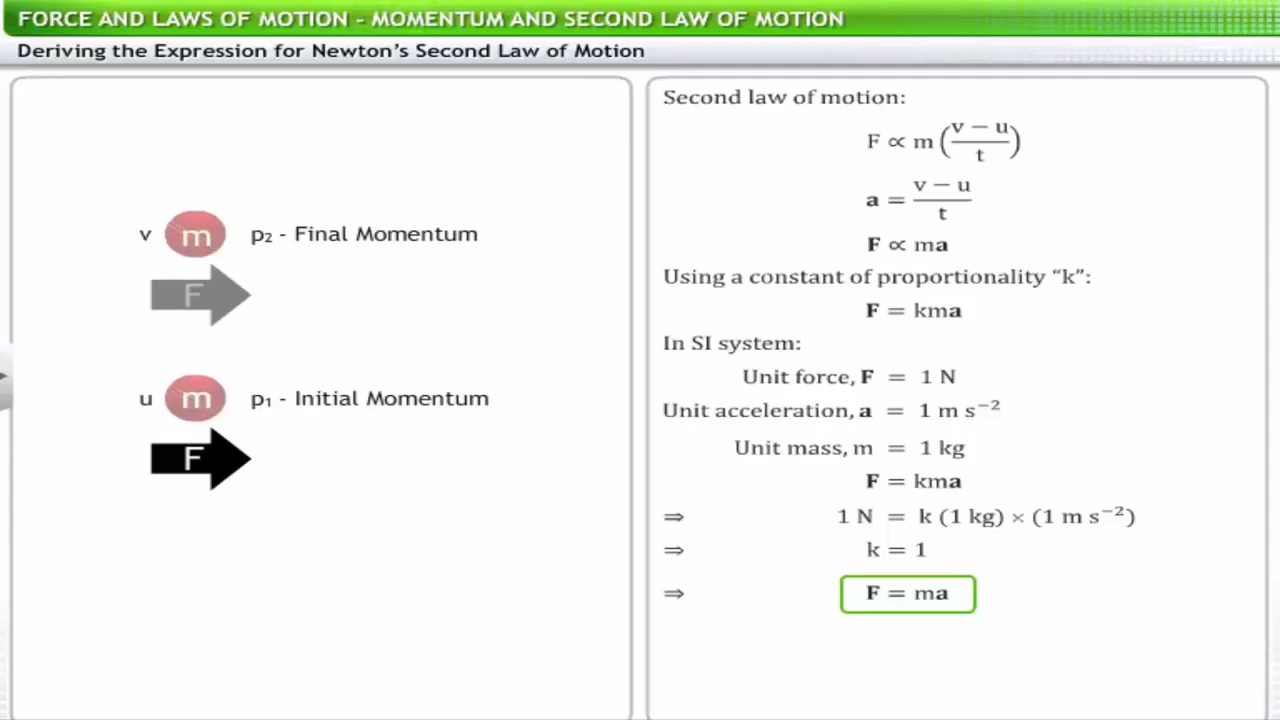 FORCE AND LAWS OF MOTION - MOMENTUM AND SECOND LAW OF MOTION
Deriving the Expression for Newton's Second Law of Motion
v m p₂ - Final Momentum
F
u m p₁ - Initial Momentum
F
Second law of motion:
F ∝ m ((v − u)/t)
a = (v − u)/t
F ∝ ma
Using a constant of proportionality “k”:
F = kma
In SI system:
Unit force, F = 1 N
Unit acceleration, a = 1 m s⁻²
Unit mass, m = 1 kg
F = kma
⇒ 1 N = k (1 kg) × (1 m s⁻²)
⇒ k = 1
⇒ F = ma